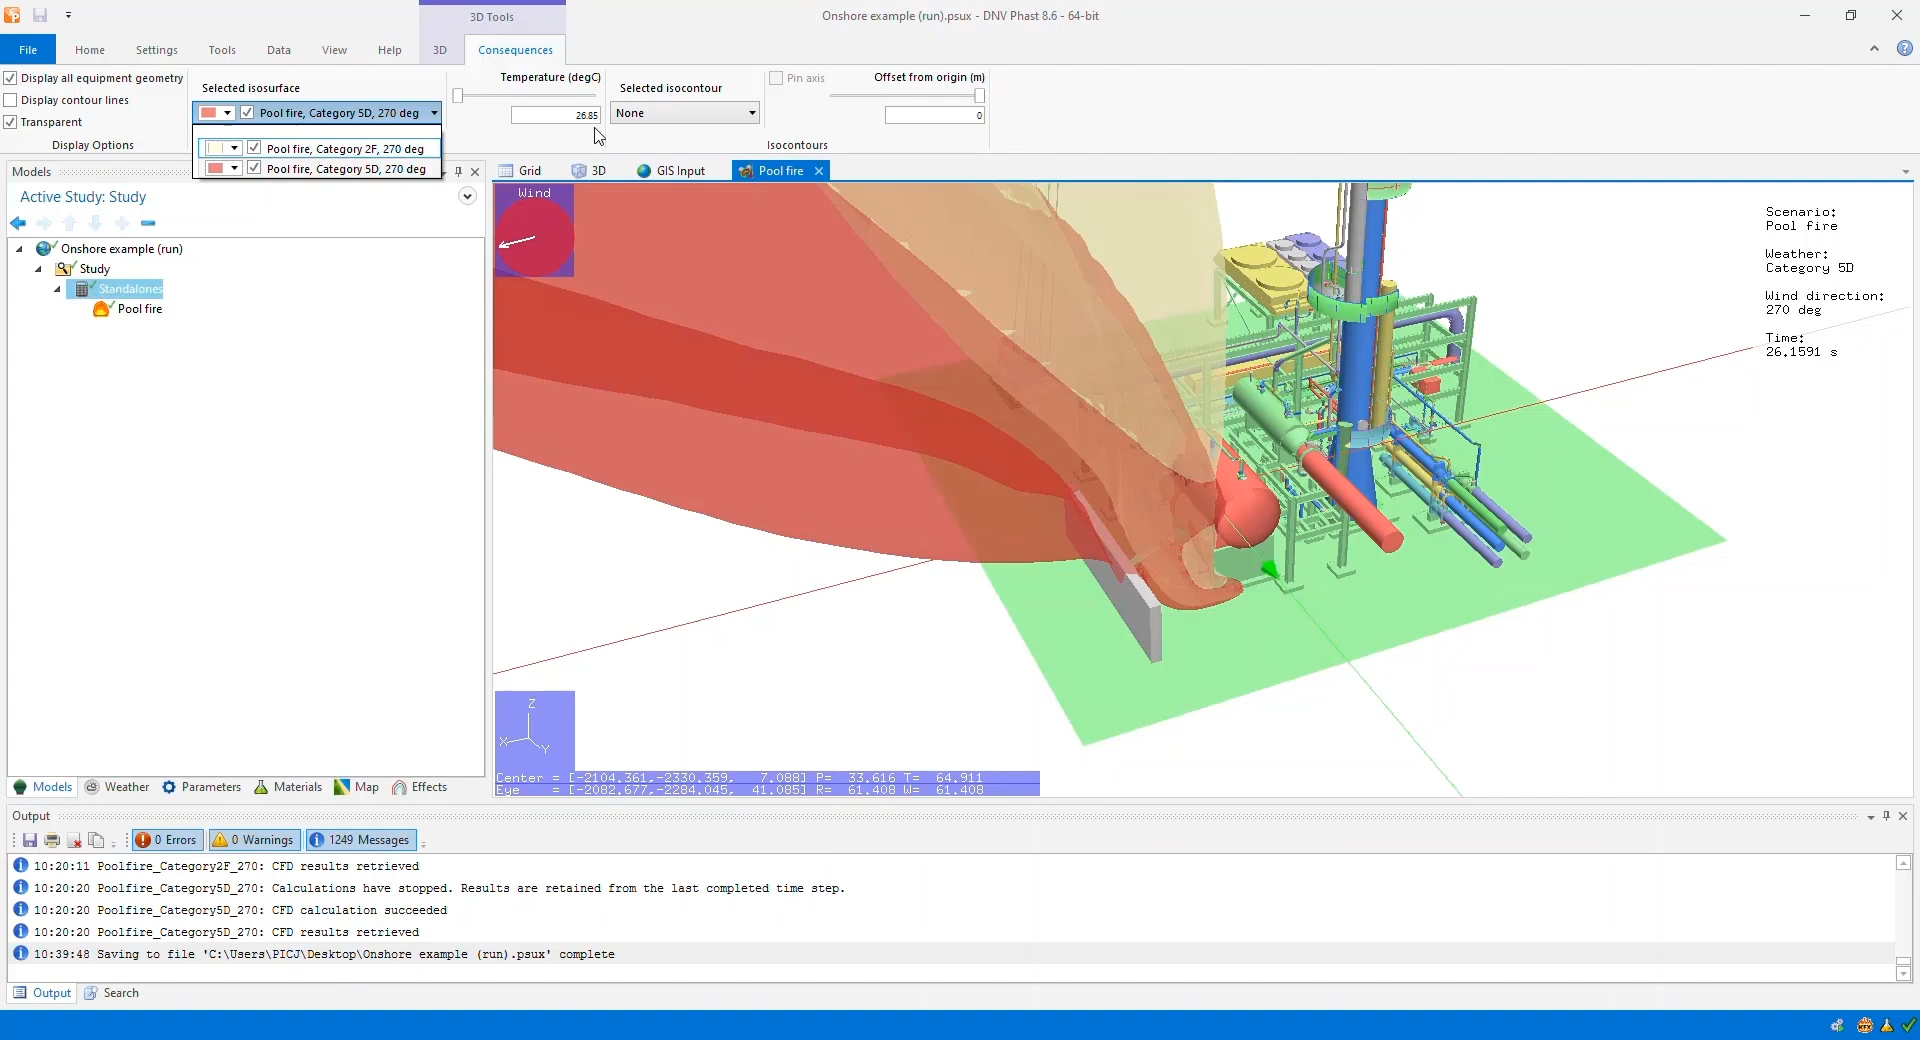 3D Tools
Onshore example (run).psux - DNV Phast 8.6 - 64-bit
File Home Settings Tools Data View Help 3D Consequences
Display all equipment geometry
Display contour lines
Transparent
Display Options
Selected isosurface
Pool fire, Category 5D, 270 deg
Pool fire, Category 2F, 270 deg
Pool fire, Category 5D, 270 deg
Temperature (degC)
26.85
Selected isocontour
None
Pin axis
Offset from origin (m)
0
Isocontours
Models
Active Study: Study
Onshore example (run)
Study
Standalones
Pool fire
Grid 3D GIS Input Pool fire
Wind
Scenario:
Pool fire
Weather:
Category 5D
Wind direction:
270 deg
Time:
26.1591 s
Z
X
Y
Center = [-2104.361,-2330.359, 7.088] P= 33.616 T= 64.911
Eye = [-2082.677,-2284.045, 41.085] R= 61.408 W= 61.408
Models Weather Parameters Materials Map Effects
Output
0 Errors 0 Warnings 1249 Messages
10:20:11 Poolfire_Category2F_270: CFD results retrieved
10:20:20 Poolfire_Category5D_270: Calculations have stopped. Results are retained from the last completed time step.
10:20:20 Poolfire_Category5D_270: CFD calculation succeeded
10:20:20 Poolfire_Category5D_270: CFD results retrieved
10:39:48 Saving to file 'C:\Users\PICJ\Desktop\Onshore example (run).psux' complete
Output Search